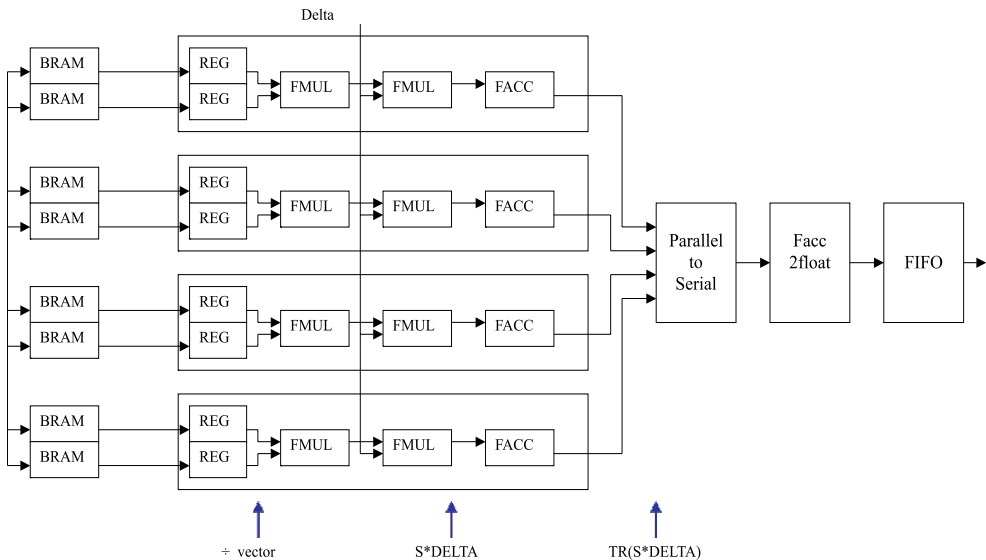 Delta
BRAM
BRAM
REG
REG
FMUL
FMUL
FACC
BRAM
BRAM
REG
REG
FMUL
FMUL
FACC
BRAM
BRAM
REG
REG
FMUL
FMUL
FACC
BRAM
BRAM
REG
REG
FMUL
FMUL
FACC
Parallel
to
Serial
Facc
2float
FIFO
÷ vector
S*DELTA
TR(S*DELTA)